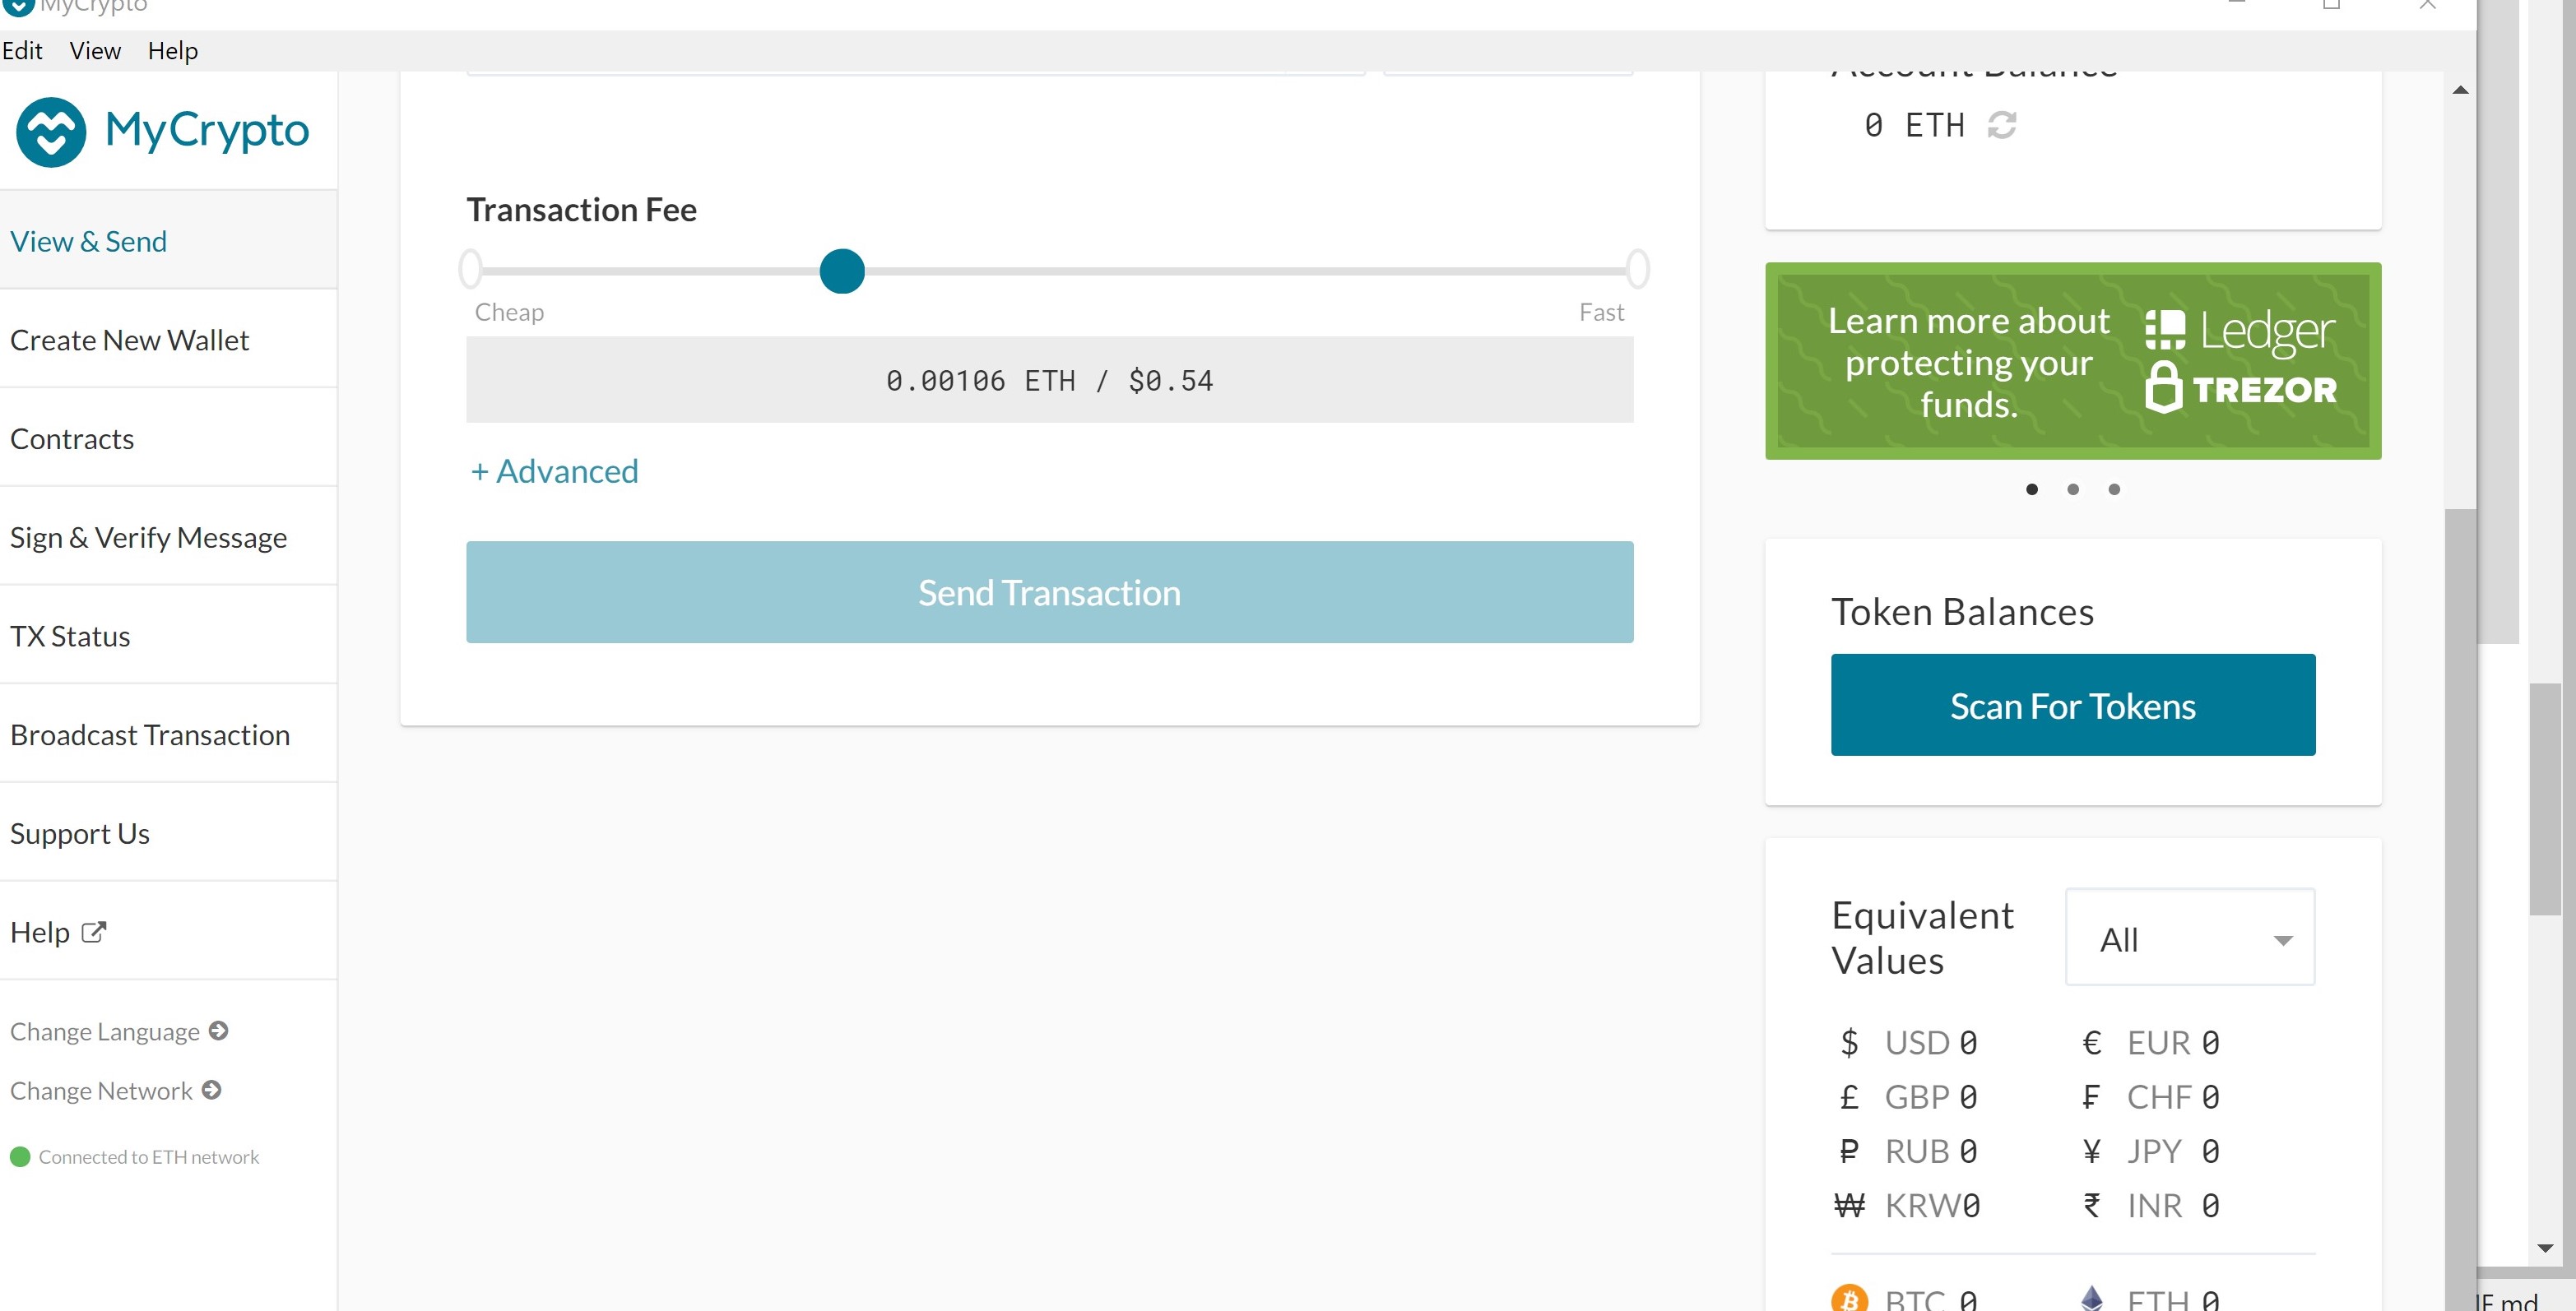 MyCrypto
Edit View Help
MyCrypto
View & Send
Create New Wallet
Contracts
Sign & Verify Message
TX Status
Broadcast Transaction
Support Us
Help
Change Language
Change Network
Connected to ETH network
Transaction Fee
Cheap
Fast
0.00106 ETH / $0.54
+ Advanced
Send Transaction
Account Balance
0 ETH
Learn more about
protecting your
funds.
Ledger
TREZOR
Token Balances
Scan For Tokens
Equivalent
Values
All
$ USD 0 € EUR 0
£ GBP 0 ₣ CHF 0
₽ RUB 0 ¥ JPY 0
₩ KRW0 ₹ INR 0
BTC 0 ETH 0